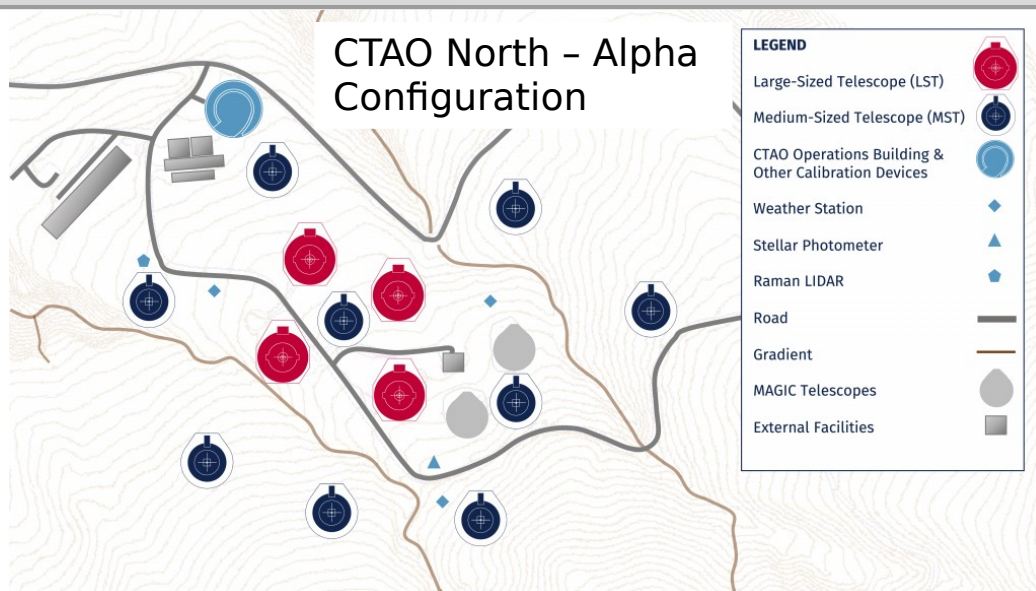 CTAO North – Alpha
Configuration
LEGEND
Large-Sized Telescope (LST)
Medium-Sized Telescope (MST)
CTAO Operations Building &
Other Calibration Devices
Weather Station
Stellar Photometer
Raman LIDAR
Road
Gradient
MAGIC Telescopes
External Facilities